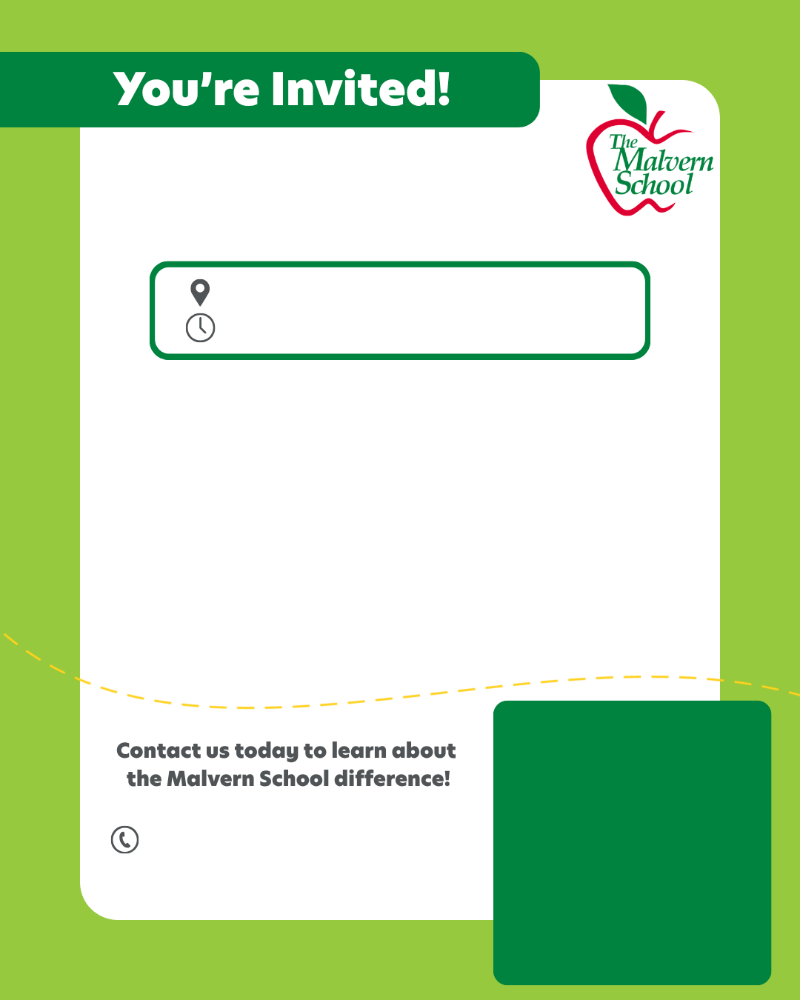 You're Invited!
The
Malvern
School
Contact us today to learn about
the Malvern School difference!